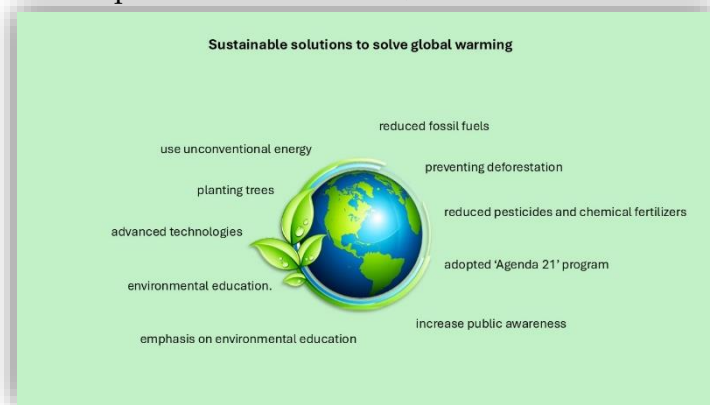 Sustainable solutions to solve global warming
reduced fossil fuels
use unconventional energy
preventing deforestation
planting trees
reduced pesticides and chemical fertilizers
advanced technologies
adopted ‘Agenda 21’ program
environmental education.
increase public awareness
emphasis on environmental education